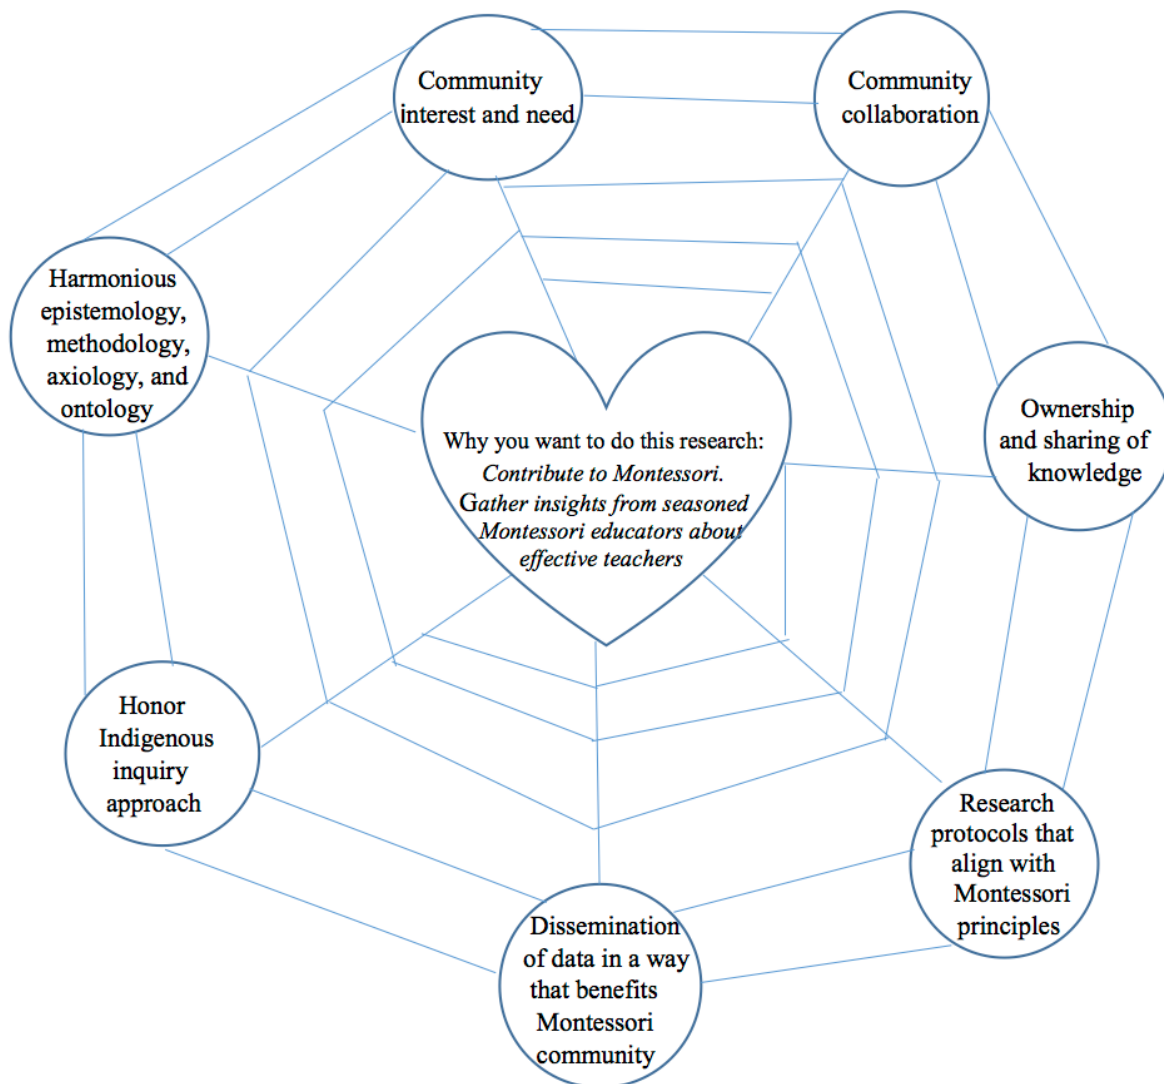 Community
interest and need
Community
collaboration
Harmonious
epistemology,
methodology,
axiology, and
ontology
Ownership
and sharing of
knowledge
Why you want to do this research:
Contribute to Montessori.
Gather insights from seasoned
Montessori educators about
effective teachers
Honor
Indigenous
inquiry
approach
Research
protocols that
align with
Montessori
principles
Dissemination
of data in a way
that benefits
Montessori
community